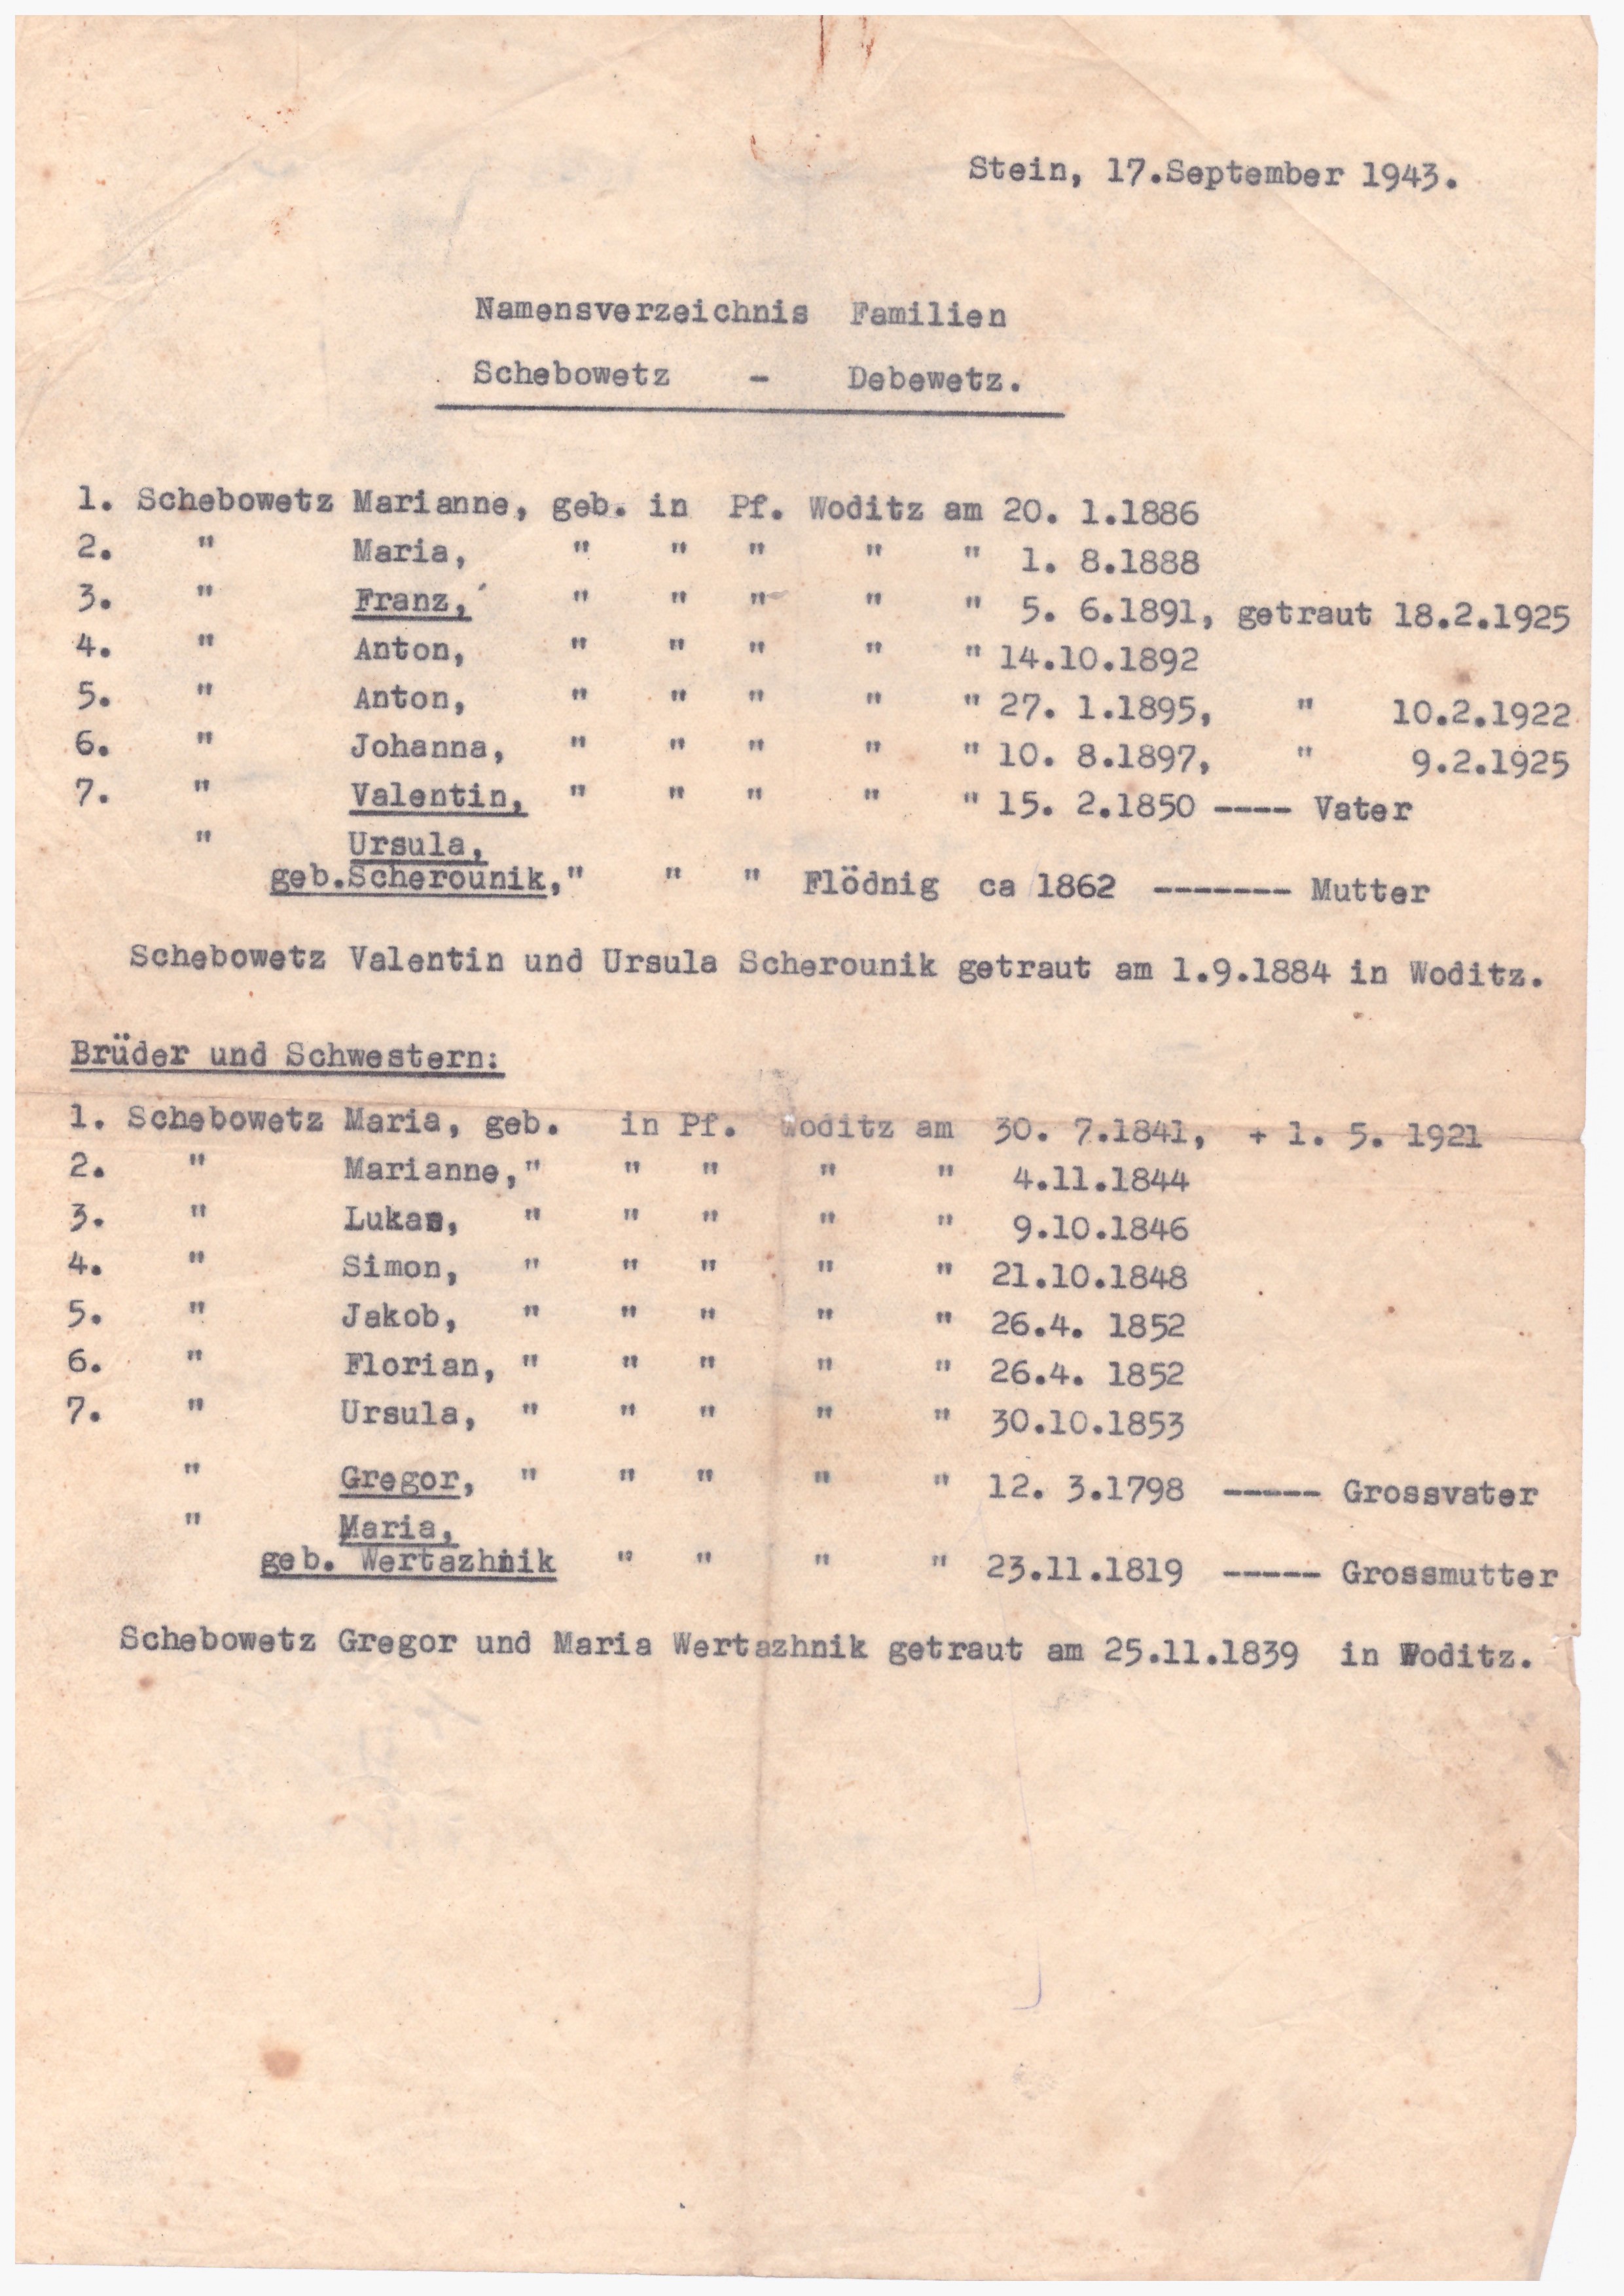 Stein, 17.September 1943.
Namensverzeichnis Familien
Schebowetz - Debewetz.
1. Schebowetz Marianne, geb. in Pf. Woditz am 20. 1.1886
2. " Maria, " " " " " 1. 8.1888
3. " Franz, " " " " " 5. 6.1891, getraut 18.2.1925
4. " Anton, " " " " " 14.10.1892
5. " Anton, " " " " " 27. 1.1895, " 10.2.1922
6. " Johanna, " " " " " 10. 8.1897, " 9.2.1925
7. " Valentin, " " " " " 15. 2.1850 ---- Vater
" Ursula,
geb.Scherounik," " " Flödnig ca 1862 ------- Mutter
Schebowetz Valentin und Ursula Scherounik getraut am 1.9.1884 in Woditz.
Brüder und Schwestern:
1. Schebowetz Maria, geb. in Pf. Woditz am 30. 7.1841, + 1. 5. 1921
2. " Marianne," " " " " 4.11.1844
3. " Lukas, " " " " " 9.10.1846
4. " Simon, " " " " " 21.10.1848
5. " Jakob, " " " " " 26.4. 1852
6. " Florian, " " " " " 26.4. 1852
7. " Ursula, " " " " " 30.10.1853
" Gregor, " " " " " 12. 3.1798 ----- Grossvater
" Maria,
geb. Wertazhnik " " " " 23.11.1819 ----- Grossmutter
Schebowetz Gregor und Maria Wertazhnik getraut am 25.11.1839 in Woditz.